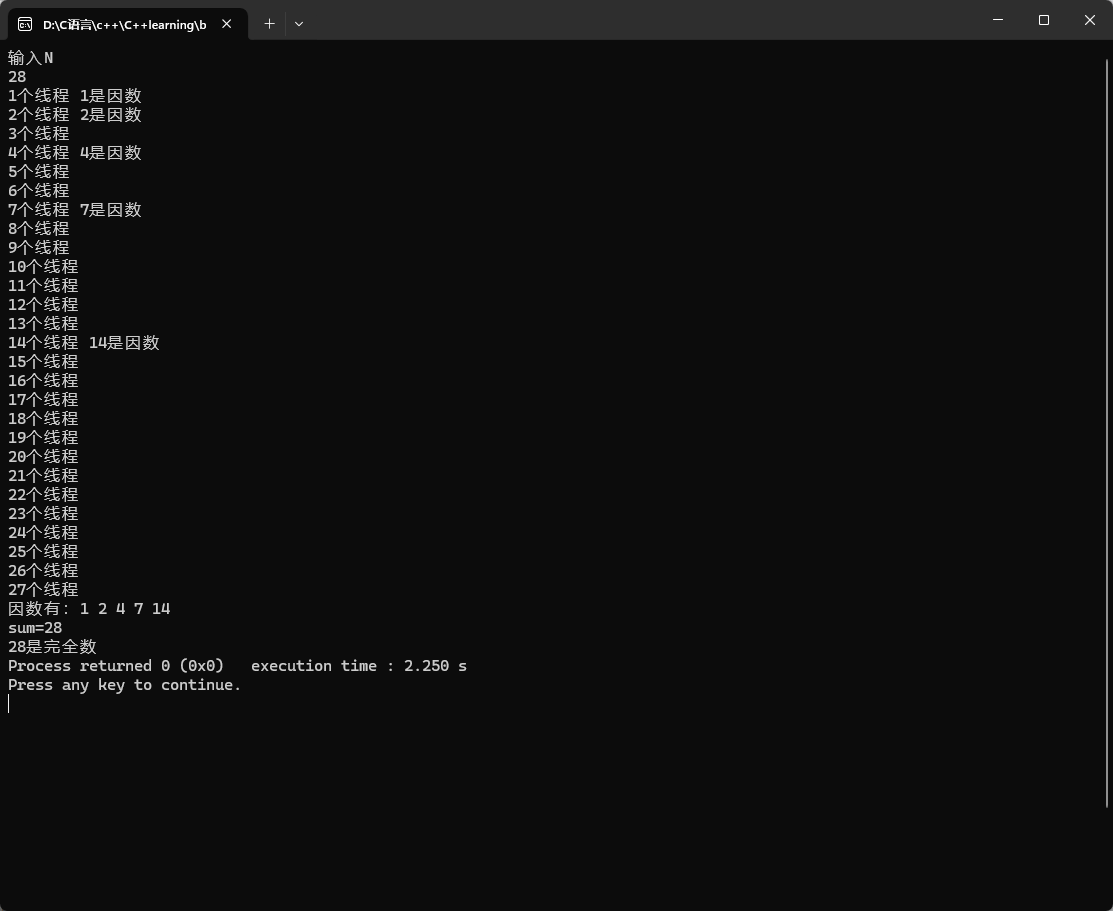 D:\C语言\c++\C++learning\b
输入N
28
1个线程 1是因数
2个线程 2是因数
3个线程
4个线程 4是因数
5个线程
6个线程
7个线程 7是因数
8个线程
9个线程
10个线程
11个线程
12个线程
13个线程
14个线程 14是因数
15个线程
16个线程
17个线程
18个线程
19个线程
20个线程
21个线程
22个线程
23个线程
24个线程
25个线程
26个线程
27个线程
因数有: 1 2 4 7 14
sum=28
28是完全数
Process returned 0 (0x0)   execution time : 2.250 s
Press any key to continue.